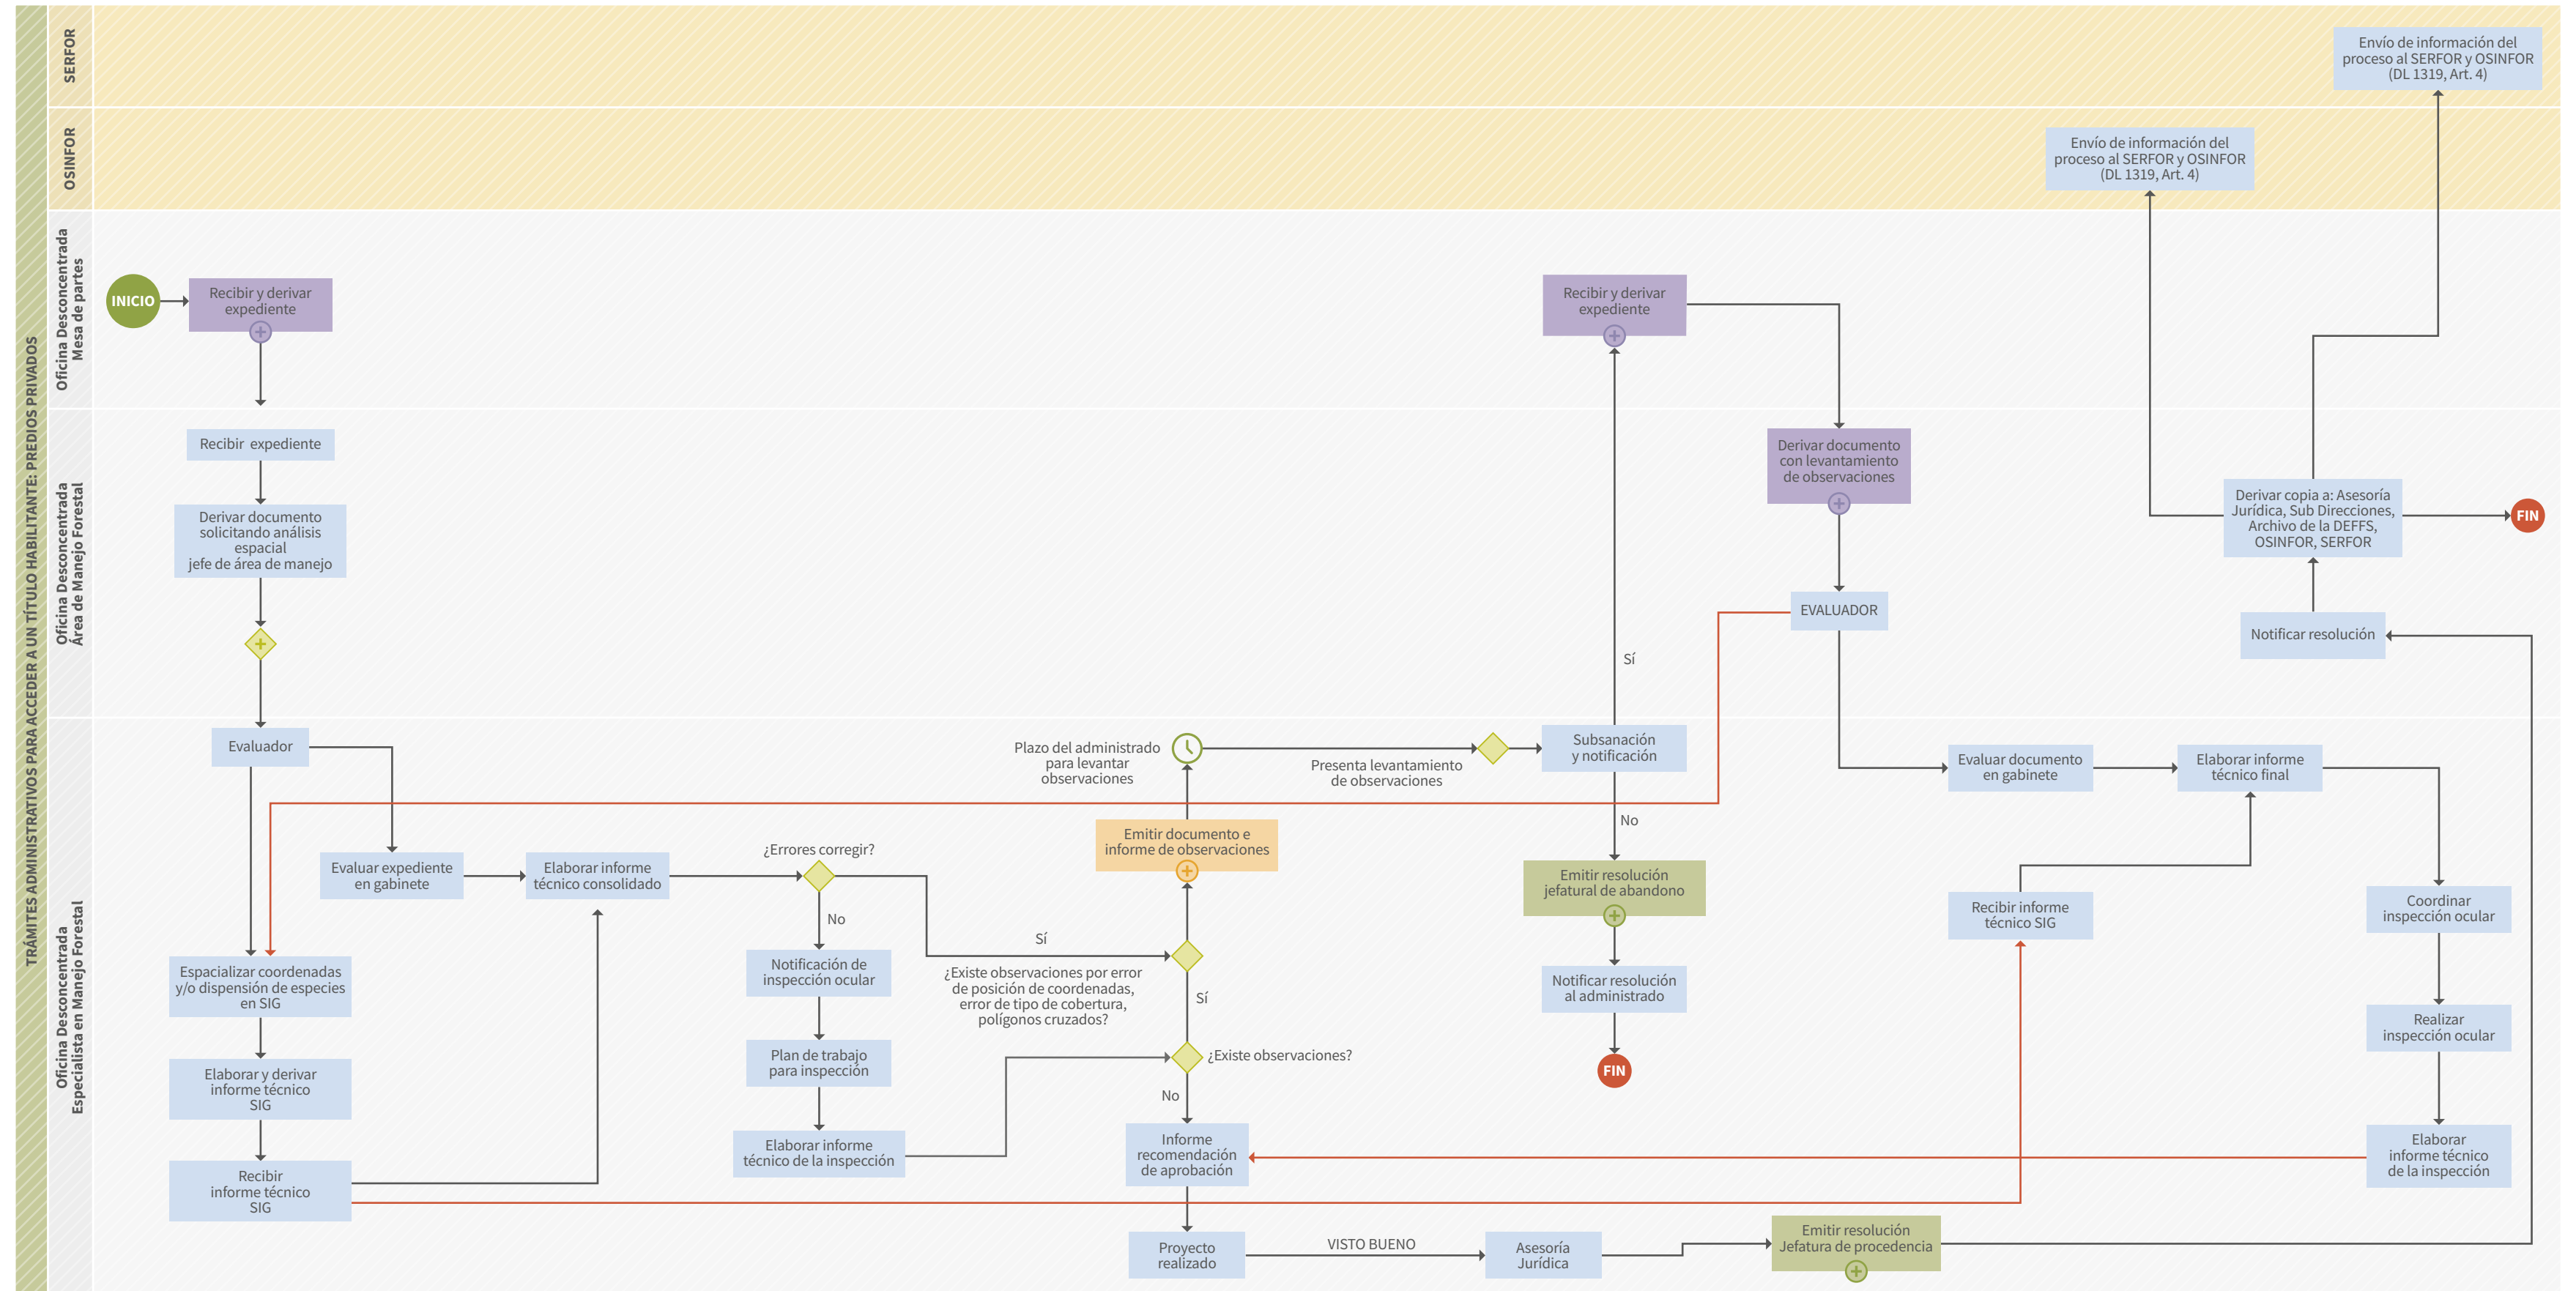 TRÁMITES ADMINISTRATIVOS PARA ACCEDER A UN TÍTULO HABILITANTE: PREDIOS PRIVADOS
SERFOR
Envío de información del
proceso al SERFOR y OSINFOR
(DL 1319, Art. 4)
OSINFOR
Envío de información del
proceso al SERFOR y OSINFOR
(DL 1319, Art. 4)
Oficina Desconcentrada
Mesa de partes
INICIO
Recibir y derivar
expediente
Recibir y derivar
expediente
Oficina Desconcentrada
Área de Manejo Forestal
Recibir expediente
Derivar documento
solicitando análisis
espacial
jefe de área de manejo
Sí
Derivar documento
con levantamiento
de observaciones
EVALUADOR
Derivar copia a: Asesoría
Jurídica, Sub Direcciones,
Archivo de la DEFFS,
OSINFOR, SERFOR
FIN
Notificar resolución
Oficina Desconcentrada
Especialista en Manejo Forestal
Evaluador
Evaluar expediente
en gabinete
Elaborar informe
técnico consolidado
Espacializar coordenadas
y/o dispensión de especies
en SIG
Elaborar y derivar
informe técnico
SIG
Recibir
informe técnico
SIG
¿Errores corregir?
No
Notificación de
inspección ocular
Plan de trabajo
para inspección
Elaborar informe
técnico de la inspección
Sí
¿Existe observaciones por error
de posición de coordenadas,
error de tipo de cobertura,
polígonos cruzados?
Plazo del administrado
para levantar
observaciones
Emitir documento e
informe de observaciones
Sí
¿Existe observaciones?
No
Informe
recomendación
de aprobación
Proyecto
realizado
VISTO BUENO
Asesoría
Jurídica
Emitir resolución
Jefatura de procedencia
Presenta levantamiento
de observaciones
Subsanación
y notificación
No
Emitir resolución
jefatural de abandono
Notificar resolución
al administrado
FIN
Evaluar documento
en gabinete
Elaborar informe
técnico final
Recibir informe
técnico SIG
Coordinar
inspección ocular
Realizar
inspección ocular
Elaborar
informe técnico
de la inspección